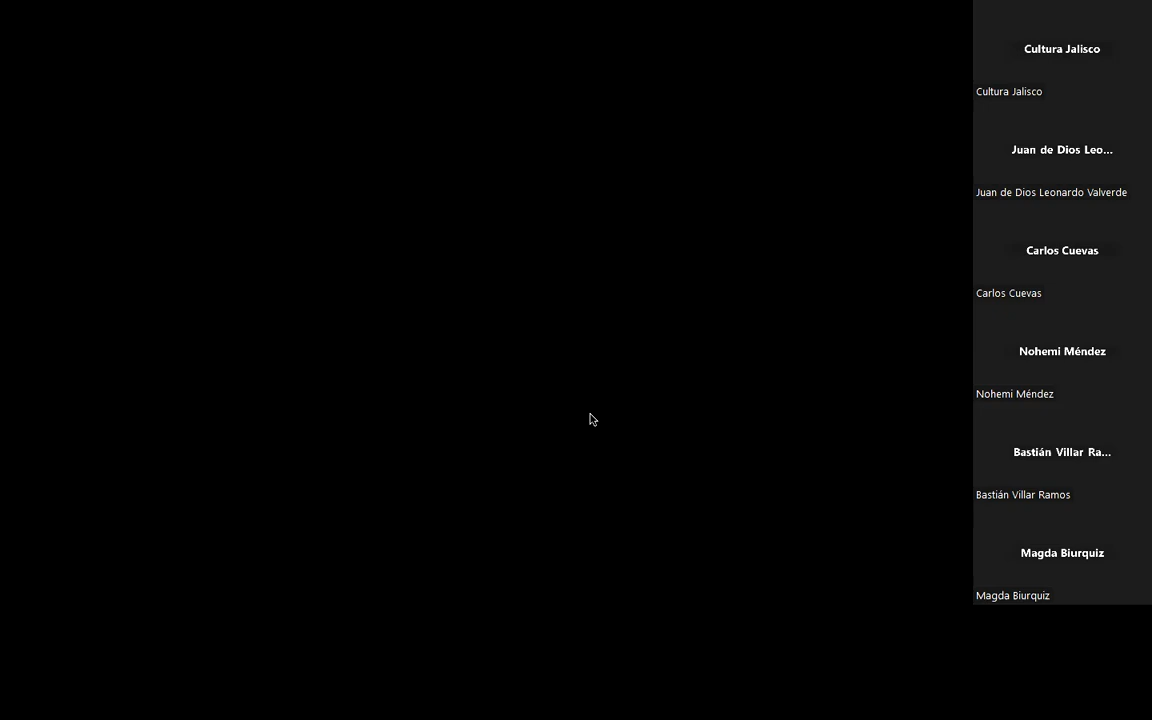 Cultura Jalisco
Cultura Jalisco
Juan de Dios Leo...
Juan de Dios Leonardo Valverde
Carlos Cuevas
Carlos Cuevas
Nohemi Méndez
Nohemi Méndez
Bastián Villar Ra...
Bastián Villar Ramos
Magda Biurquiz
Magda Biurquiz